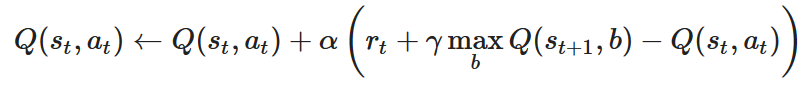 Q(s_t, a_t) ← Q(s_t, a_t) + α (r_t + γ max_b Q(s_{t+1}, b) − Q(s_t, a_t))